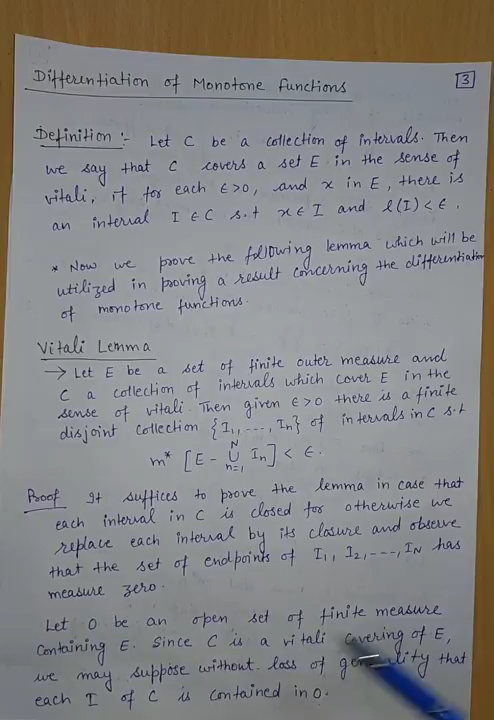 Differentiation of Monotone Functions
3
Definition :- Let C be a collection of intervals. Then
we say that C covers a set E in the sense of
vitali, if for each ϵ>0, and x in E, there is
an interval I ∈ C s.t x ∈ I and l(I) < ϵ.
* Now we prove the following lemma which will be
utilized in proving a result concerning the differentiation
of monotone functions.
Vitali Lemma
→ Let E be a set of finite outer measure and
C a collection of intervals which cover E in the
sense of vitali. Then given ϵ>0 there is a finite
disjoint collection {I₁, ..., Iₙ} of intervals in C s.t
m* [E - ⋃ₙ₌₁ᴺ Iₙ] < ϵ.
Proof It suffices to prove the lemma in case that
each interval in C is closed for otherwise we
replace each interval by its closure and observe
that the set of endpoints of I₁, I₂, ---, I_N has
measure zero.
Let O be an open set of finite measure
containing E. Since C is a vitali covering of E,
we may suppose without loss of generality that
each I of C is contained in O.